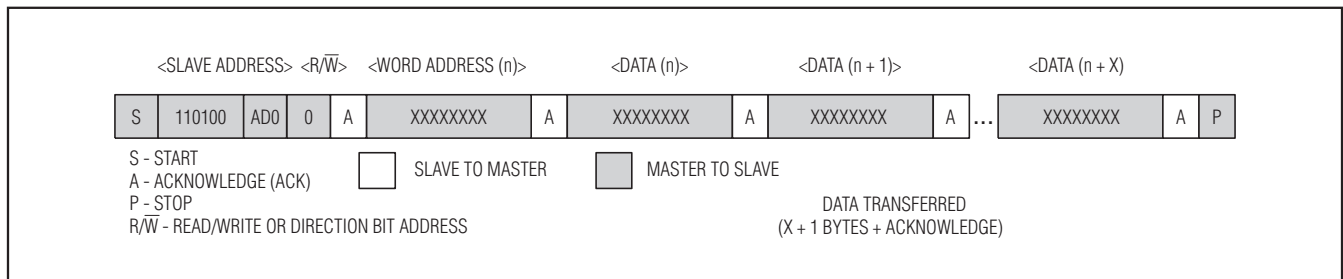 <SLAVE ADDRESS> <R/W̅> <WORD ADDRESS (n)> <DATA (n)> <DATA (n + 1)> <DATA (n + X)
S 110100 AD0 0 A XXXXXXXX A XXXXXXXX A XXXXXXXX A ... XXXXXXXX A P
S - START
A - ACKNOWLEDGE (ACK)
P - STOP
R/W̅ - READ/WRITE OR DIRECTION BIT ADDRESS
SLAVE TO MASTER
MASTER TO SLAVE
DATA TRANSFERRED
(X + 1 BYTES + ACKNOWLEDGE)